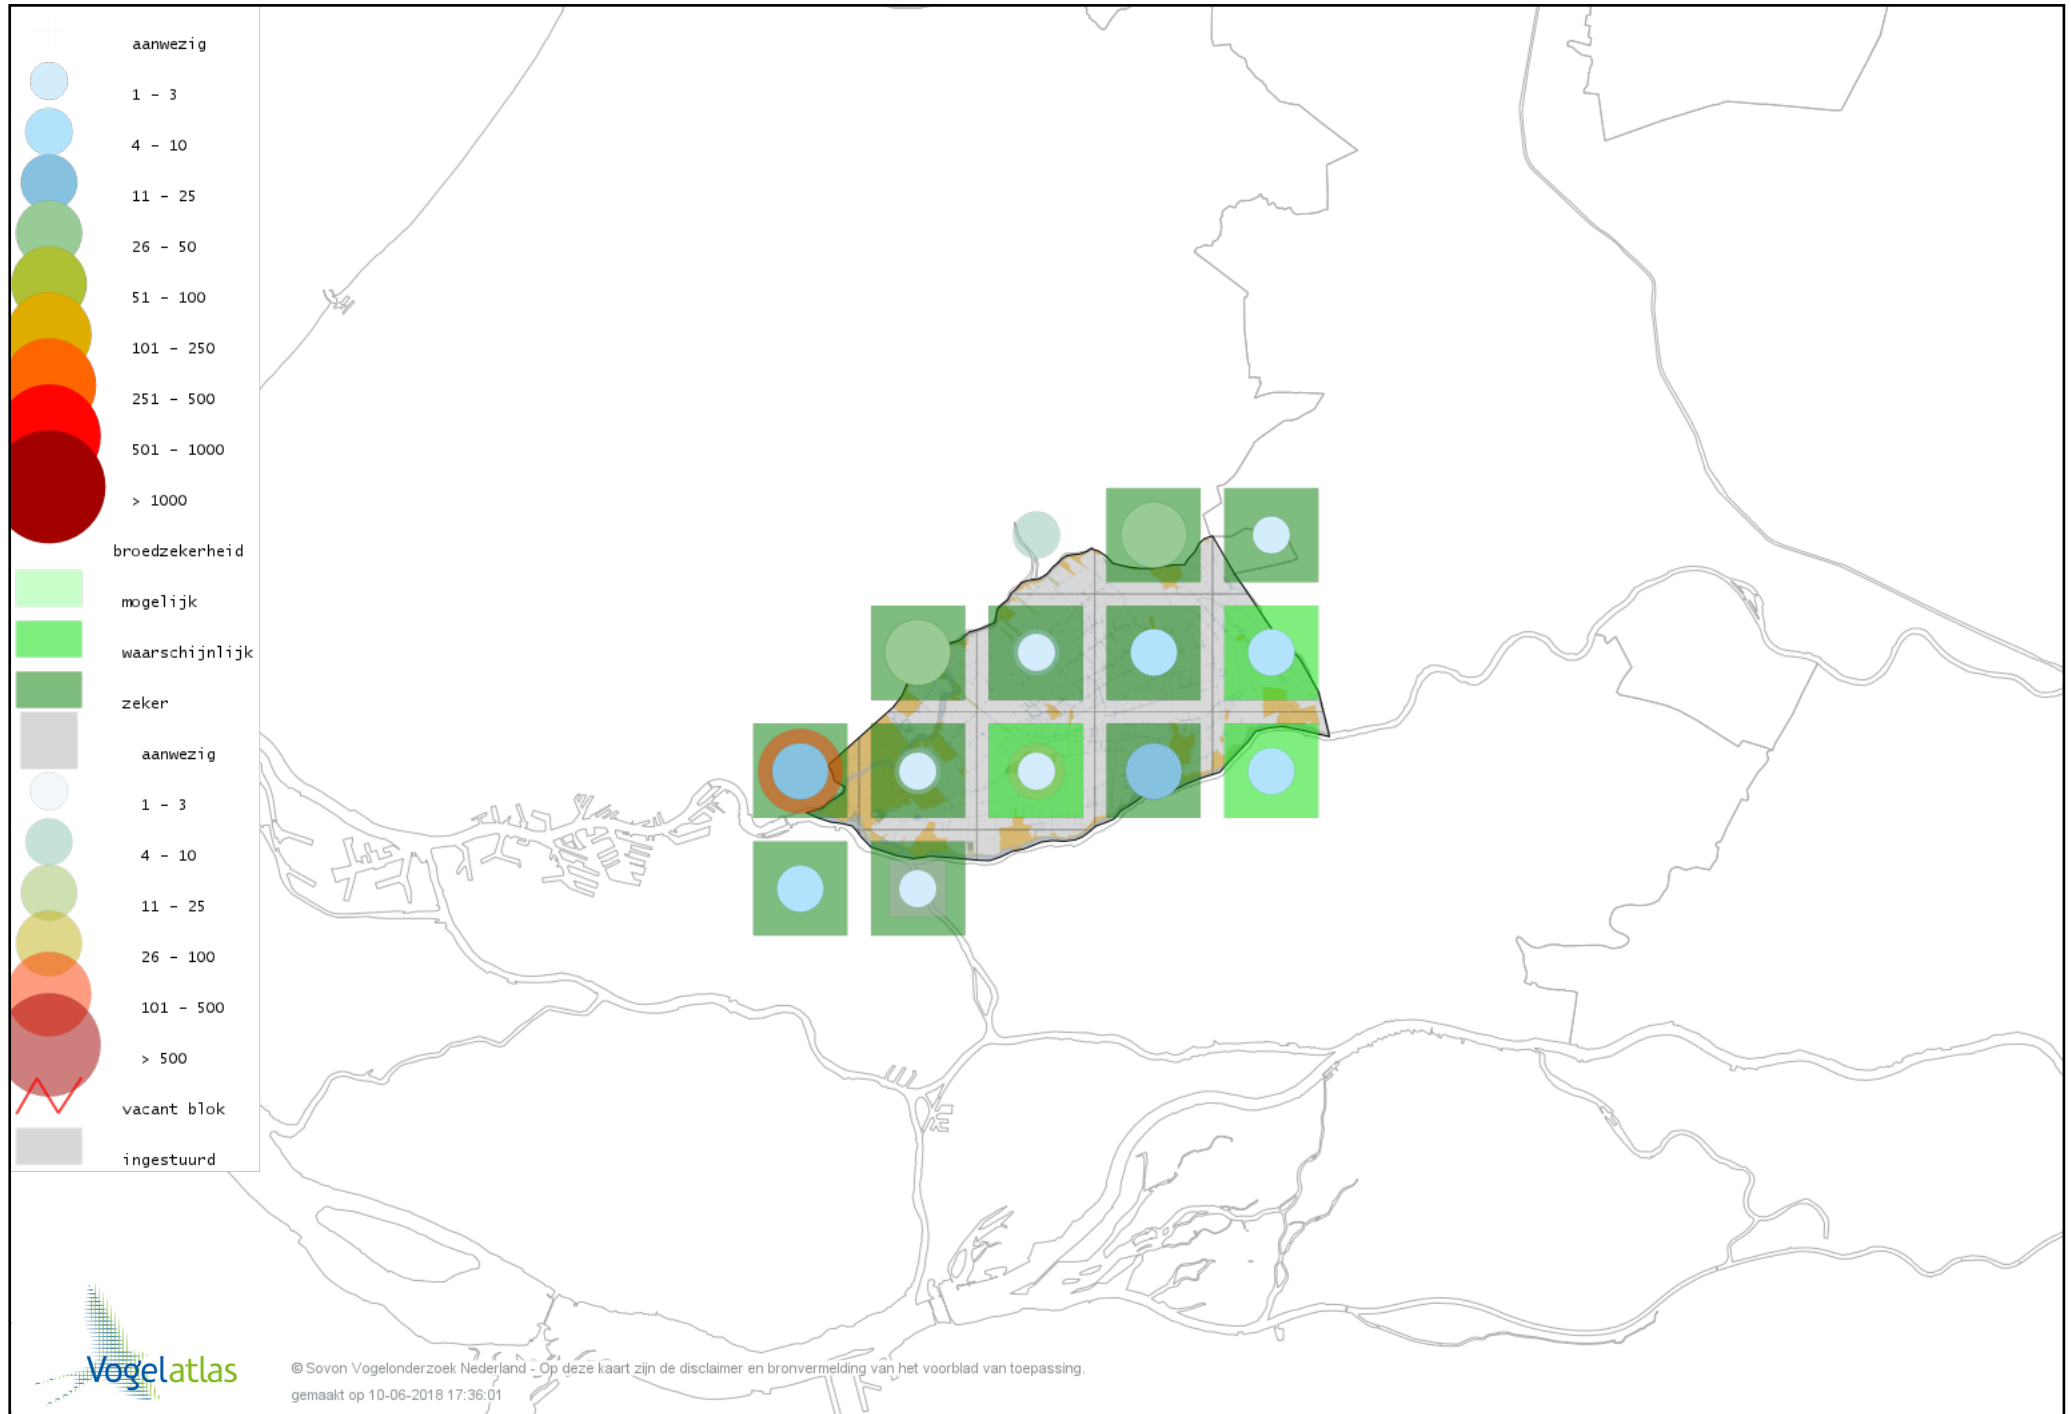 aanwezig
1 - 3
4 - 10
11 - 25
26 - 50
51 - 100
101 - 250
251 - 500
501 - 1000
> 1000
broedzekerheid
mogelijk
waarschijnlijk
zeker
aanwezig
1 - 3
4 - 10
11 - 25
26 - 100
101 - 500
> 500
vacant blok
ingestuurd
Vogelatlas
© Sovon Vogelonderzoek Nederland - Op deze kaart zijn de disclaimer en bronvermelding van het voorblad van toepassing.
gemaakt op 10-06-2018 17:36:01